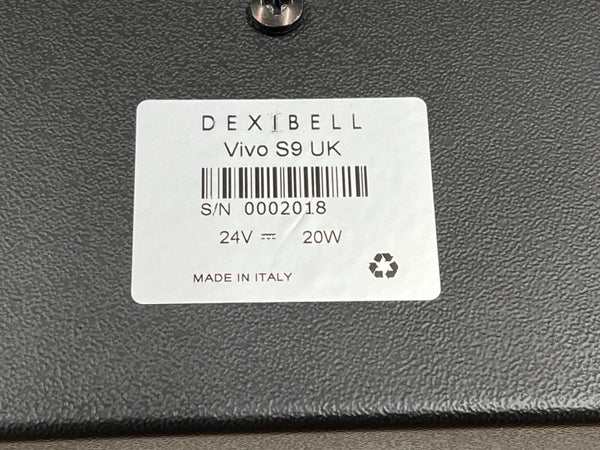 DEXIBELL
Vivo S9 UK
S/N 0002018
24V ⎓ 20W
MADE IN ITALY